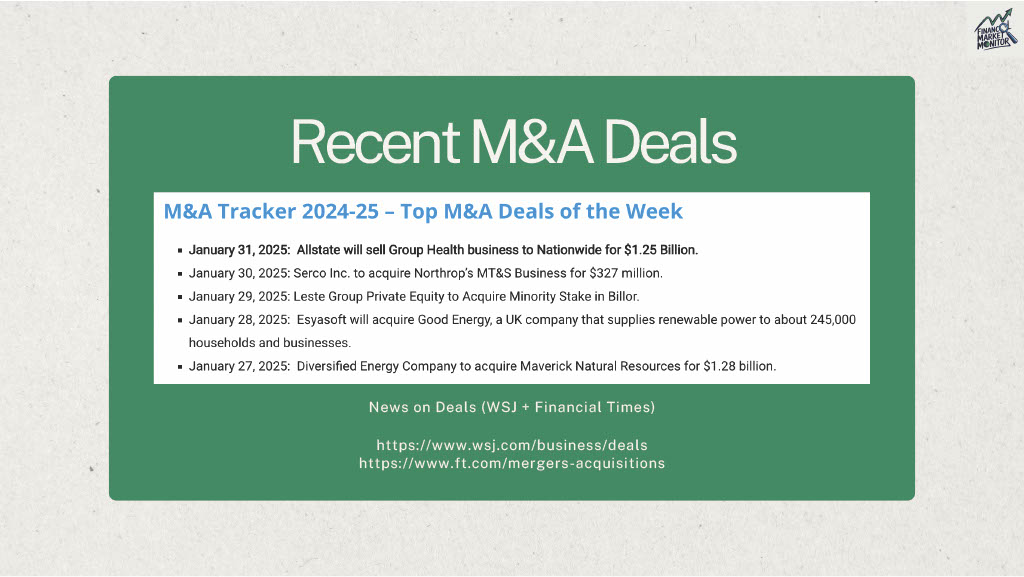 FINANCIAL
MARKET
MONITOR
Recent M&A Deals
M&A Tracker 2024-25 – Top M&A Deals of the Week
▪ January 31, 2025: Allstate will sell Group Health business to Nationwide for $1.25 Billion.
▪ January 30, 2025: Serco Inc. to acquire Northrop’s MT&S Business for $327 million.
▪ January 29, 2025: Leste Group Private Equity to Acquire Minority Stake in Billor.
▪ January 28, 2025: Esyasoft will acquire Good Energy, a UK company that supplies renewable power to about 245,000
households and businesses.
▪ January 27, 2025: Diversified Energy Company to acquire Maverick Natural Resources for $1.28 billion.
News on Deals (WSJ + Financial Times)
https://www.wsj.com/business/deals
https://www.ft.com/mergers-acquisitions